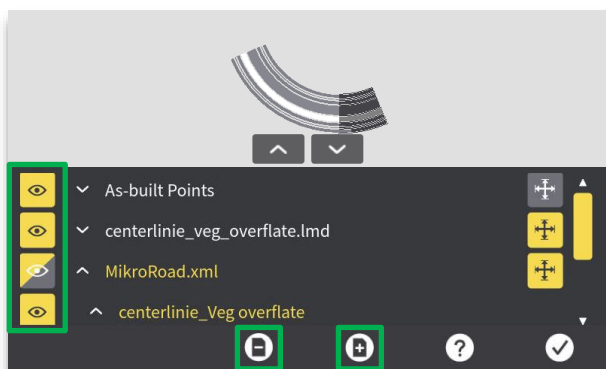 As-built Points
centerlinie_veg_overflate.lmd
MikroRoad.xml
centerlinie_Veg overflate
?